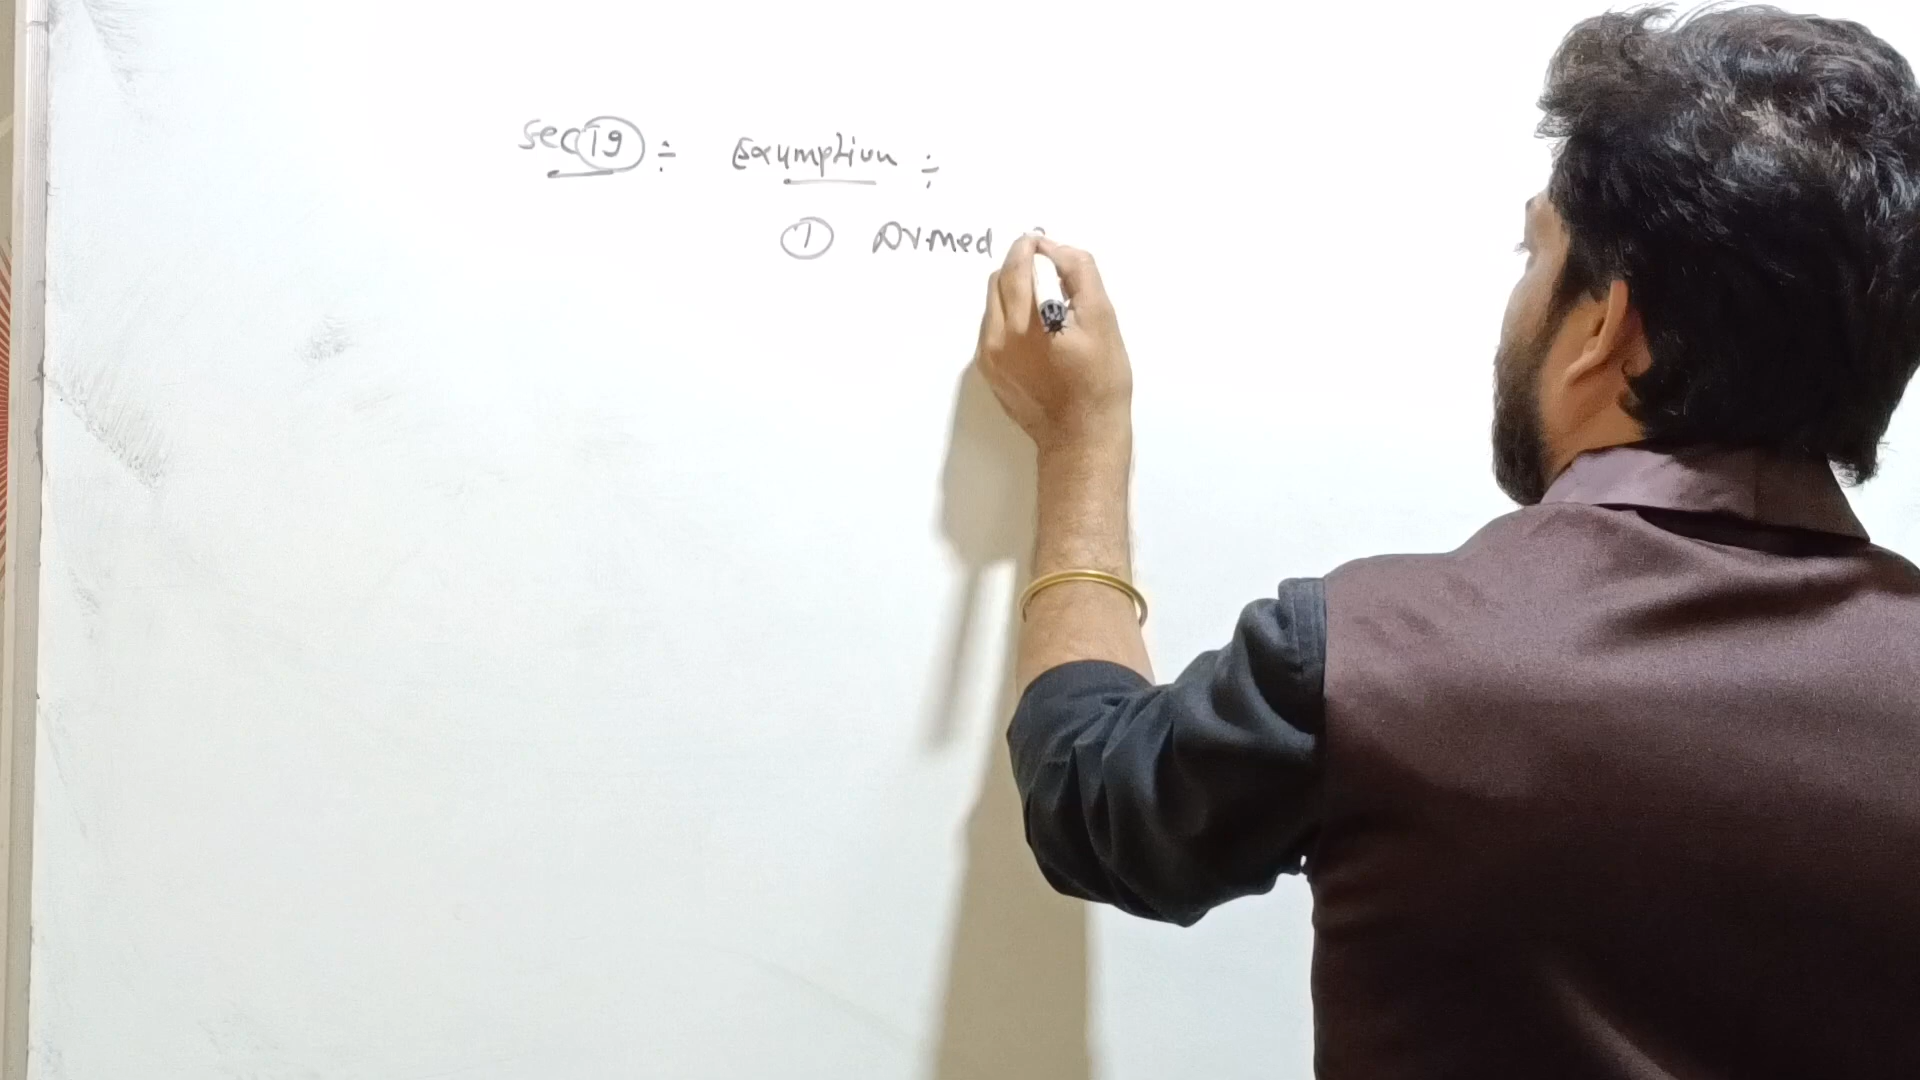 Sec 19 ÷ Exumption ÷
① Armed